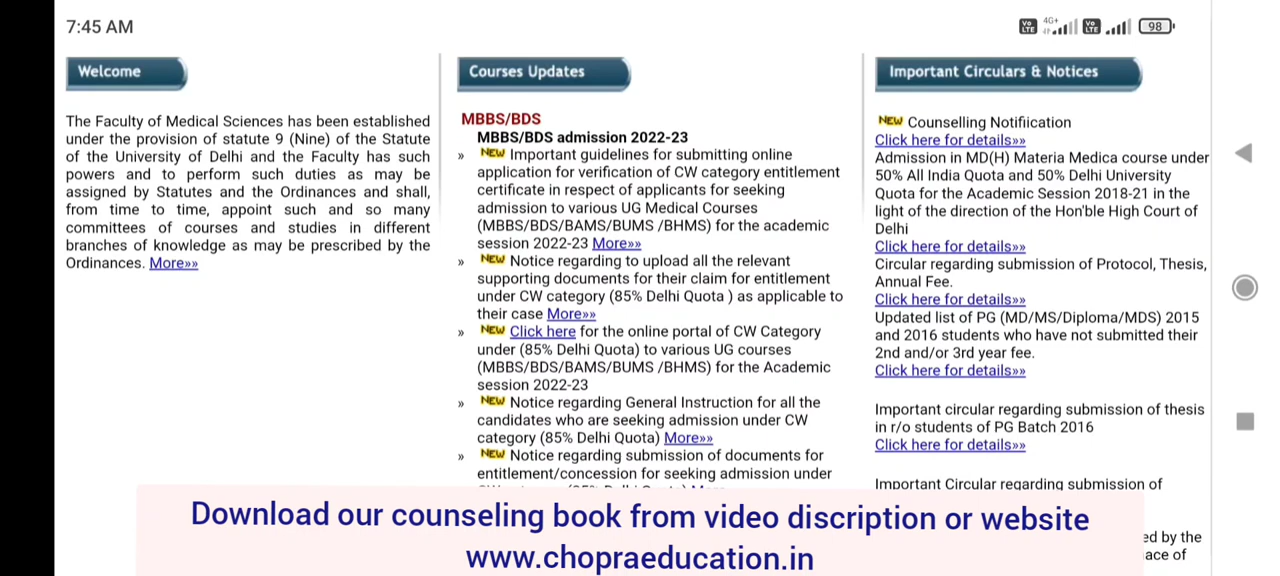 7:45 AM
Vo LTE 4G+ Vo LTE 98
Welcome
The Faculty of Medical Sciences has been established
under the provision of statute 9 (Nine) of the Statute
of the University of Delhi and the Faculty has such
powers and to perform such duties as may be
assigned by Statutes and the Ordinances and shall,
from time to time, appoint such and so many
committees of courses and studies in different
branches of knowledge as may be prescribed by the
Ordinances. More»»
Courses Updates
MBBS/BDS
MBBS/BDS admission 2022-23
» NEW Important guidelines for submitting online
application for verification of CW category entitlement
certificate in respect of applicants for seeking
admission to various UG Medical Courses
(MBBS/BDS/BAMS/BUMS /BHMS) for the academic
session 2022-23 More»»
» NEW Notice regarding to upload all the relevant
supporting documents for their claim for entitlement
under CW category (85% Delhi Quota ) as applicable to
their case More»»
» NEW Click here for the online portal of CW Category
under (85% Delhi Quota) to various UG courses
(MBBS/BDS/BAMS/BUMS /BHMS) for the Academic
session 2022-23
» NEW Notice regarding General Instruction for all the
candidates who are seeking admission under CW
category (85% Delhi Quota) More»»
» NEW Notice regarding submission of documents for
entitlement/concession for seeking admission under
Important Circulars & Notices
NEW Counselling Notification
Click here for details»»
Admission in MD(H) Materia Medica course under
50% All India Quota and 50% Delhi University
Quota for the Academic Session 2018-21 in the
light of the direction of the Hon'ble High Court of
Delhi
Click here for details»»
Circular regarding submission of Protocol, Thesis,
Annual Fee.
Click here for details»»
Updated list of PG (MD/MS/Diploma/MDS) 2015
and 2016 students who have not submitted their
2nd and/or 3rd year fee.
Click here for details»»
Important circular regarding submission of thesis
in r/o students of PG Batch 2016
Click here for details»»
Important Circular regarding submission of
ed by the
ace of
Download our counseling book from video discription or website
www.chopraeducation.in